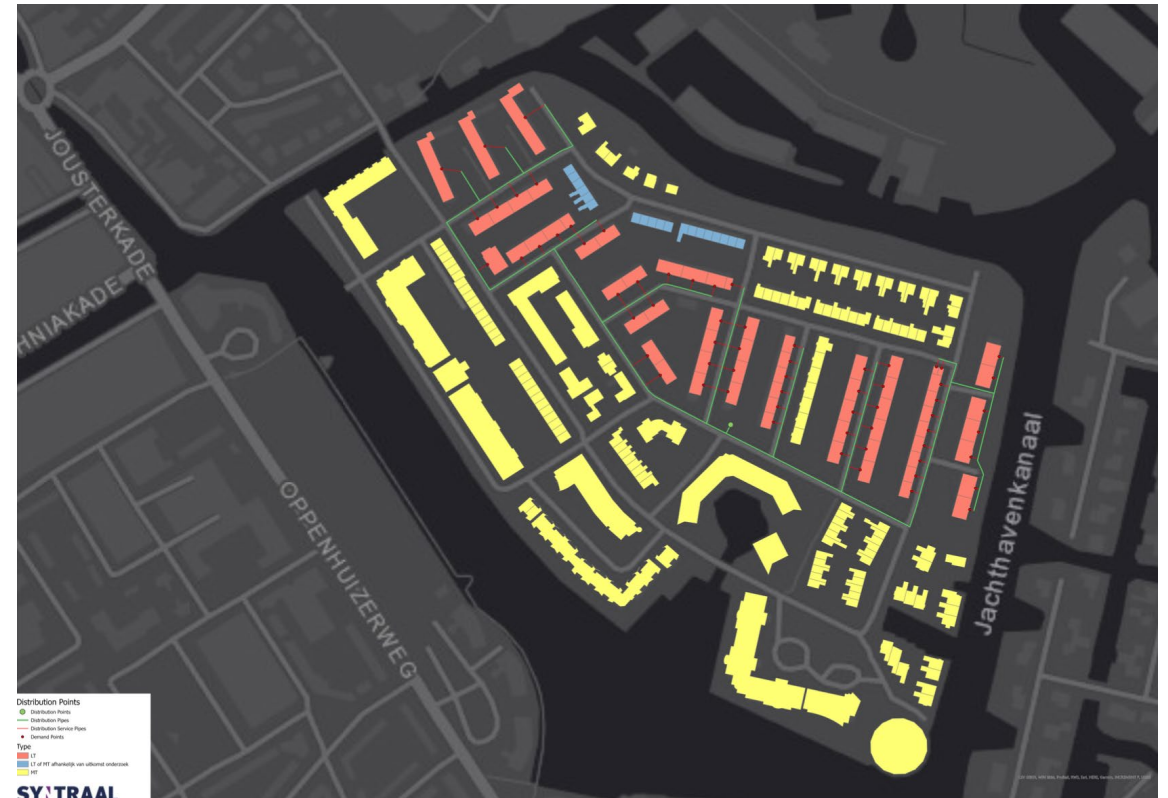 JOUSTERKADE
HNIAKADE
OPPENHUIZERWEG
Jachthavenkanaal
Distribution Points
Distribution Points
Distribution Pipes
Distribution Service Pipes
Demand Points
Type
LT
LT of MT afhankelijk van uitkomst onderzoek
MT
SYNTRAAL